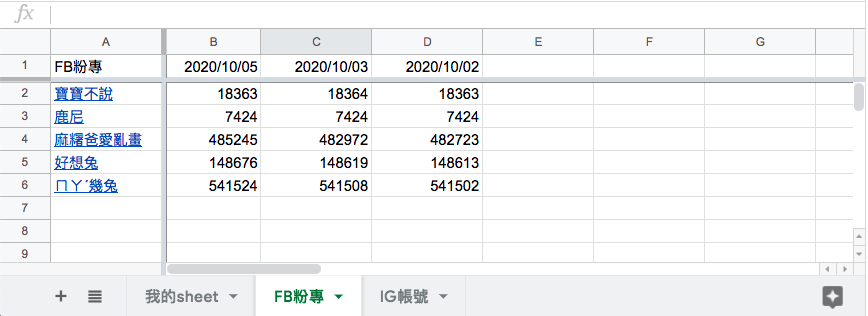 fx
A B C D E F G
1 FB粉專 2020/10/05 2020/10/03 2020/10/02
2 寶寶不說 18363 18364 18363
3 鹿尼 7424 7424 7424
4 麻糬爸愛亂畫 485245 482972 482723
5 好想兔 148676 148619 148613
6 ㄇㄚˊ幾兔 541524 541508 541502
7
8
9
我的sheet FB粉專 IG帳號